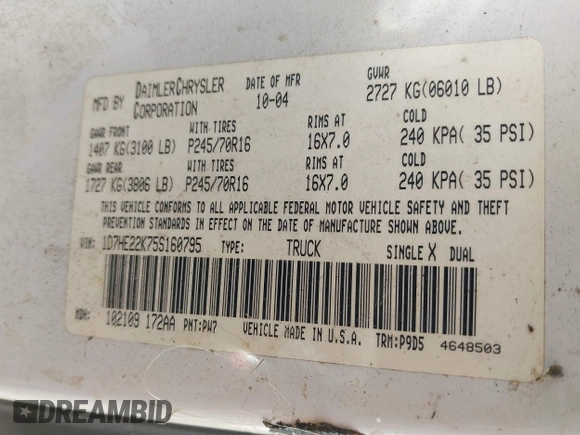 MFD BY DAIMLERCHRYSLER CORPORATION DATE OF MFR 10-04 GVWR 2727 KG(06010 LB)
GAWR FRONT WITH TIRES RIMS AT COLD
1407 KG(3100 LB) P245/70R16 16X7.0 240 KPA( 35 PSI)
GAWR REAR WITH TIRES RIMS AT COLD
1727 KG(3806 LB) P245/70R16 16X7.0 240 KPA( 35 PSI)
THIS VEHICLE CONFORMS TO ALL APPLICABLE FEDERAL MOTOR VEHICLE SAFETY AND THEFT
PREVENTION STANDARDS IN EFFECT ON THE DATE OF MANUFACTURE SHOWN ABOVE.
VIN: 1D7HE22K75S160795 TYPE: TRUCK SINGLE X DUAL
MDH: 102109 172AA PNT:PW7 VEHICLE MADE IN U.S.A. TRM:P9D5 4648503
DREAMBID